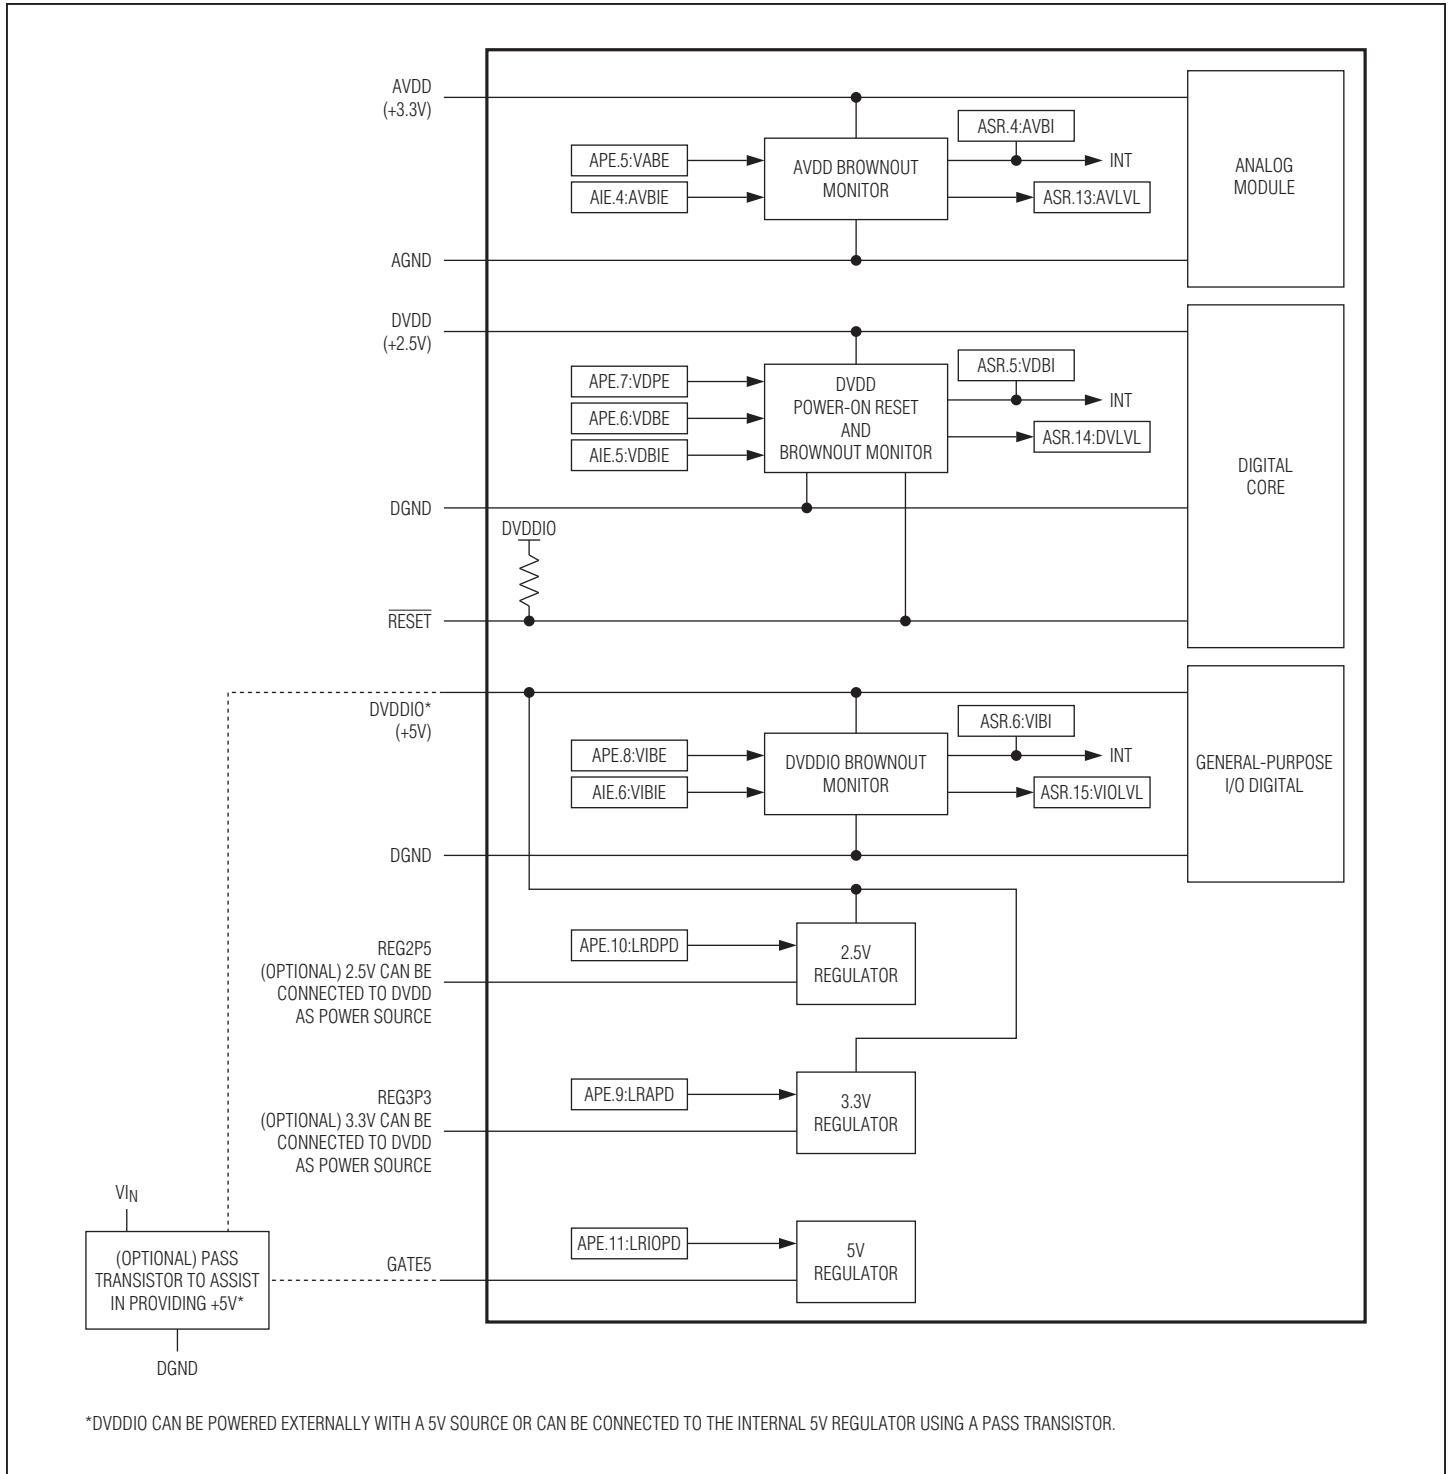 AVDD
(+3.3V)
ASR.4:AVBI
APE.5:VABE
AVDD BROWNOUT
MONITOR
INT
AIE.4:AVBIE
ASR.13:AVLVL
ANALOG
MODULE
AGND
DVDD
(+2.5V)
ASR.5:VDBI
APE.7:VDPE
APE.6:VDBE
AIE.5:VDBIE
DVDD
POWER-ON RESET
AND
BROWNOUT MONITOR
INT
ASR.14:DVLVL
DIGITAL
CORE
DGND
DVDDIO
RESET
DVDDIO*
(+5V)
ASR.6:VIBI
APE.8:VIBE
AIE.6:VIBIE
DVDDIO BROWNOUT
MONITOR
INT
ASR.15:VIOLVL
GENERAL-PURPOSE
I/O DIGITAL
DGND
REG2P5
(OPTIONAL) 2.5V CAN BE
CONNECTED TO DVDD
AS POWER SOURCE
APE.10:LRDPD
2.5V
REGULATOR
REG3P3
(OPTIONAL) 3.3V CAN BE
CONNECTED TO DVDD
AS POWER SOURCE
APE.9:LRAPD
3.3V
REGULATOR
VIN
(OPTIONAL) PASS
TRANSISTOR TO ASSIST
IN PROVIDING +5V*
DGND
GATE5
APE.11:LRIOPD
5V
REGULATOR
*DVDDIO CAN BE POWERED EXTERNALLY WITH A 5V SOURCE OR CAN BE CONNECTED TO THE INTERNAL 5V REGULATOR USING A PASS TRANSISTOR.